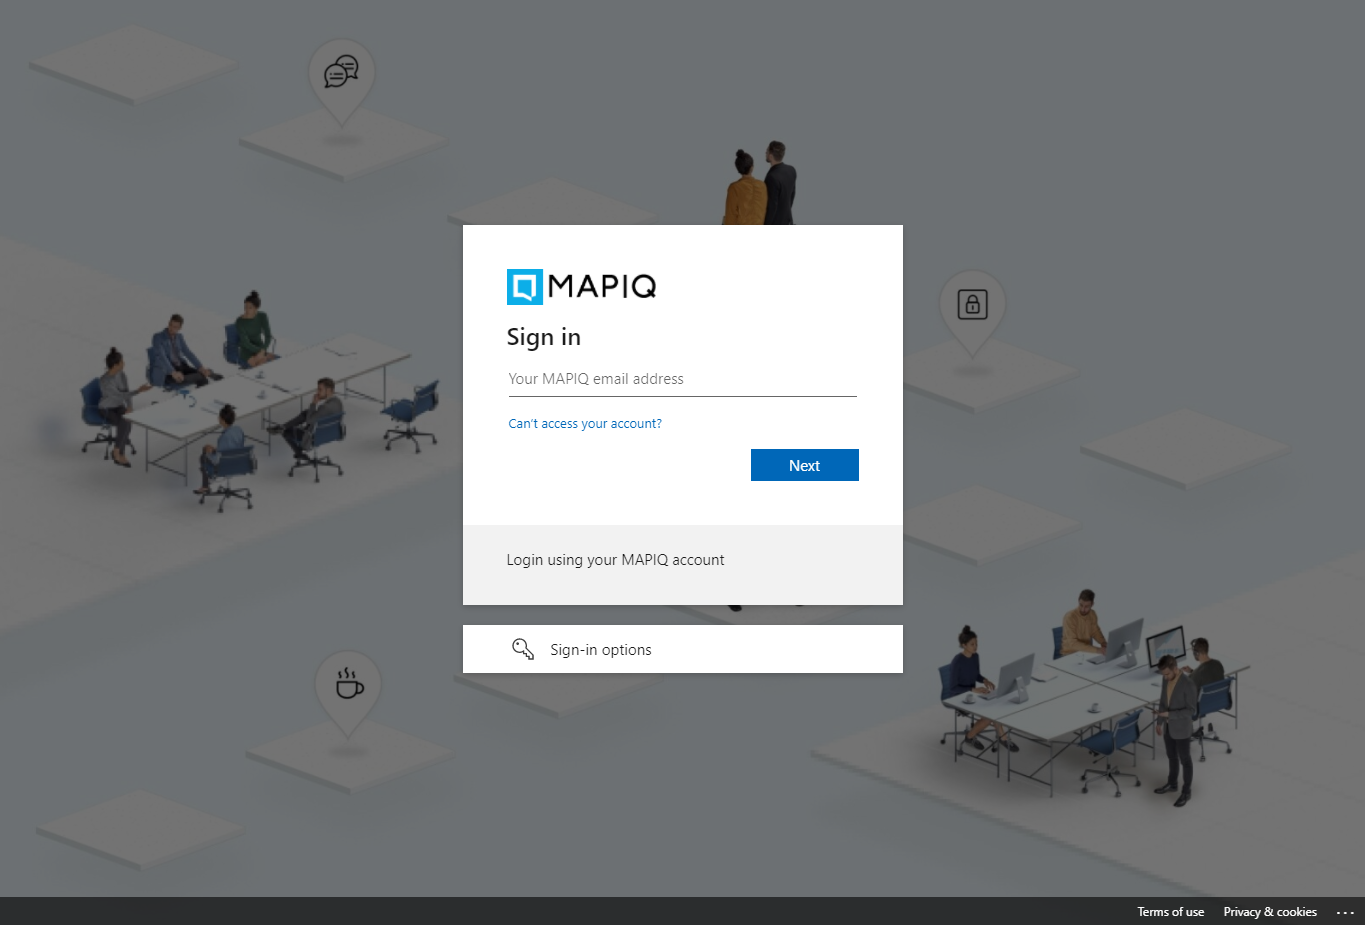 MAPIQ
Sign in
Your MAPIQ email address
Can't access your account?
Next
Login using your MAPIQ account
Sign-in options
Terms of use
Privacy & cookies
...